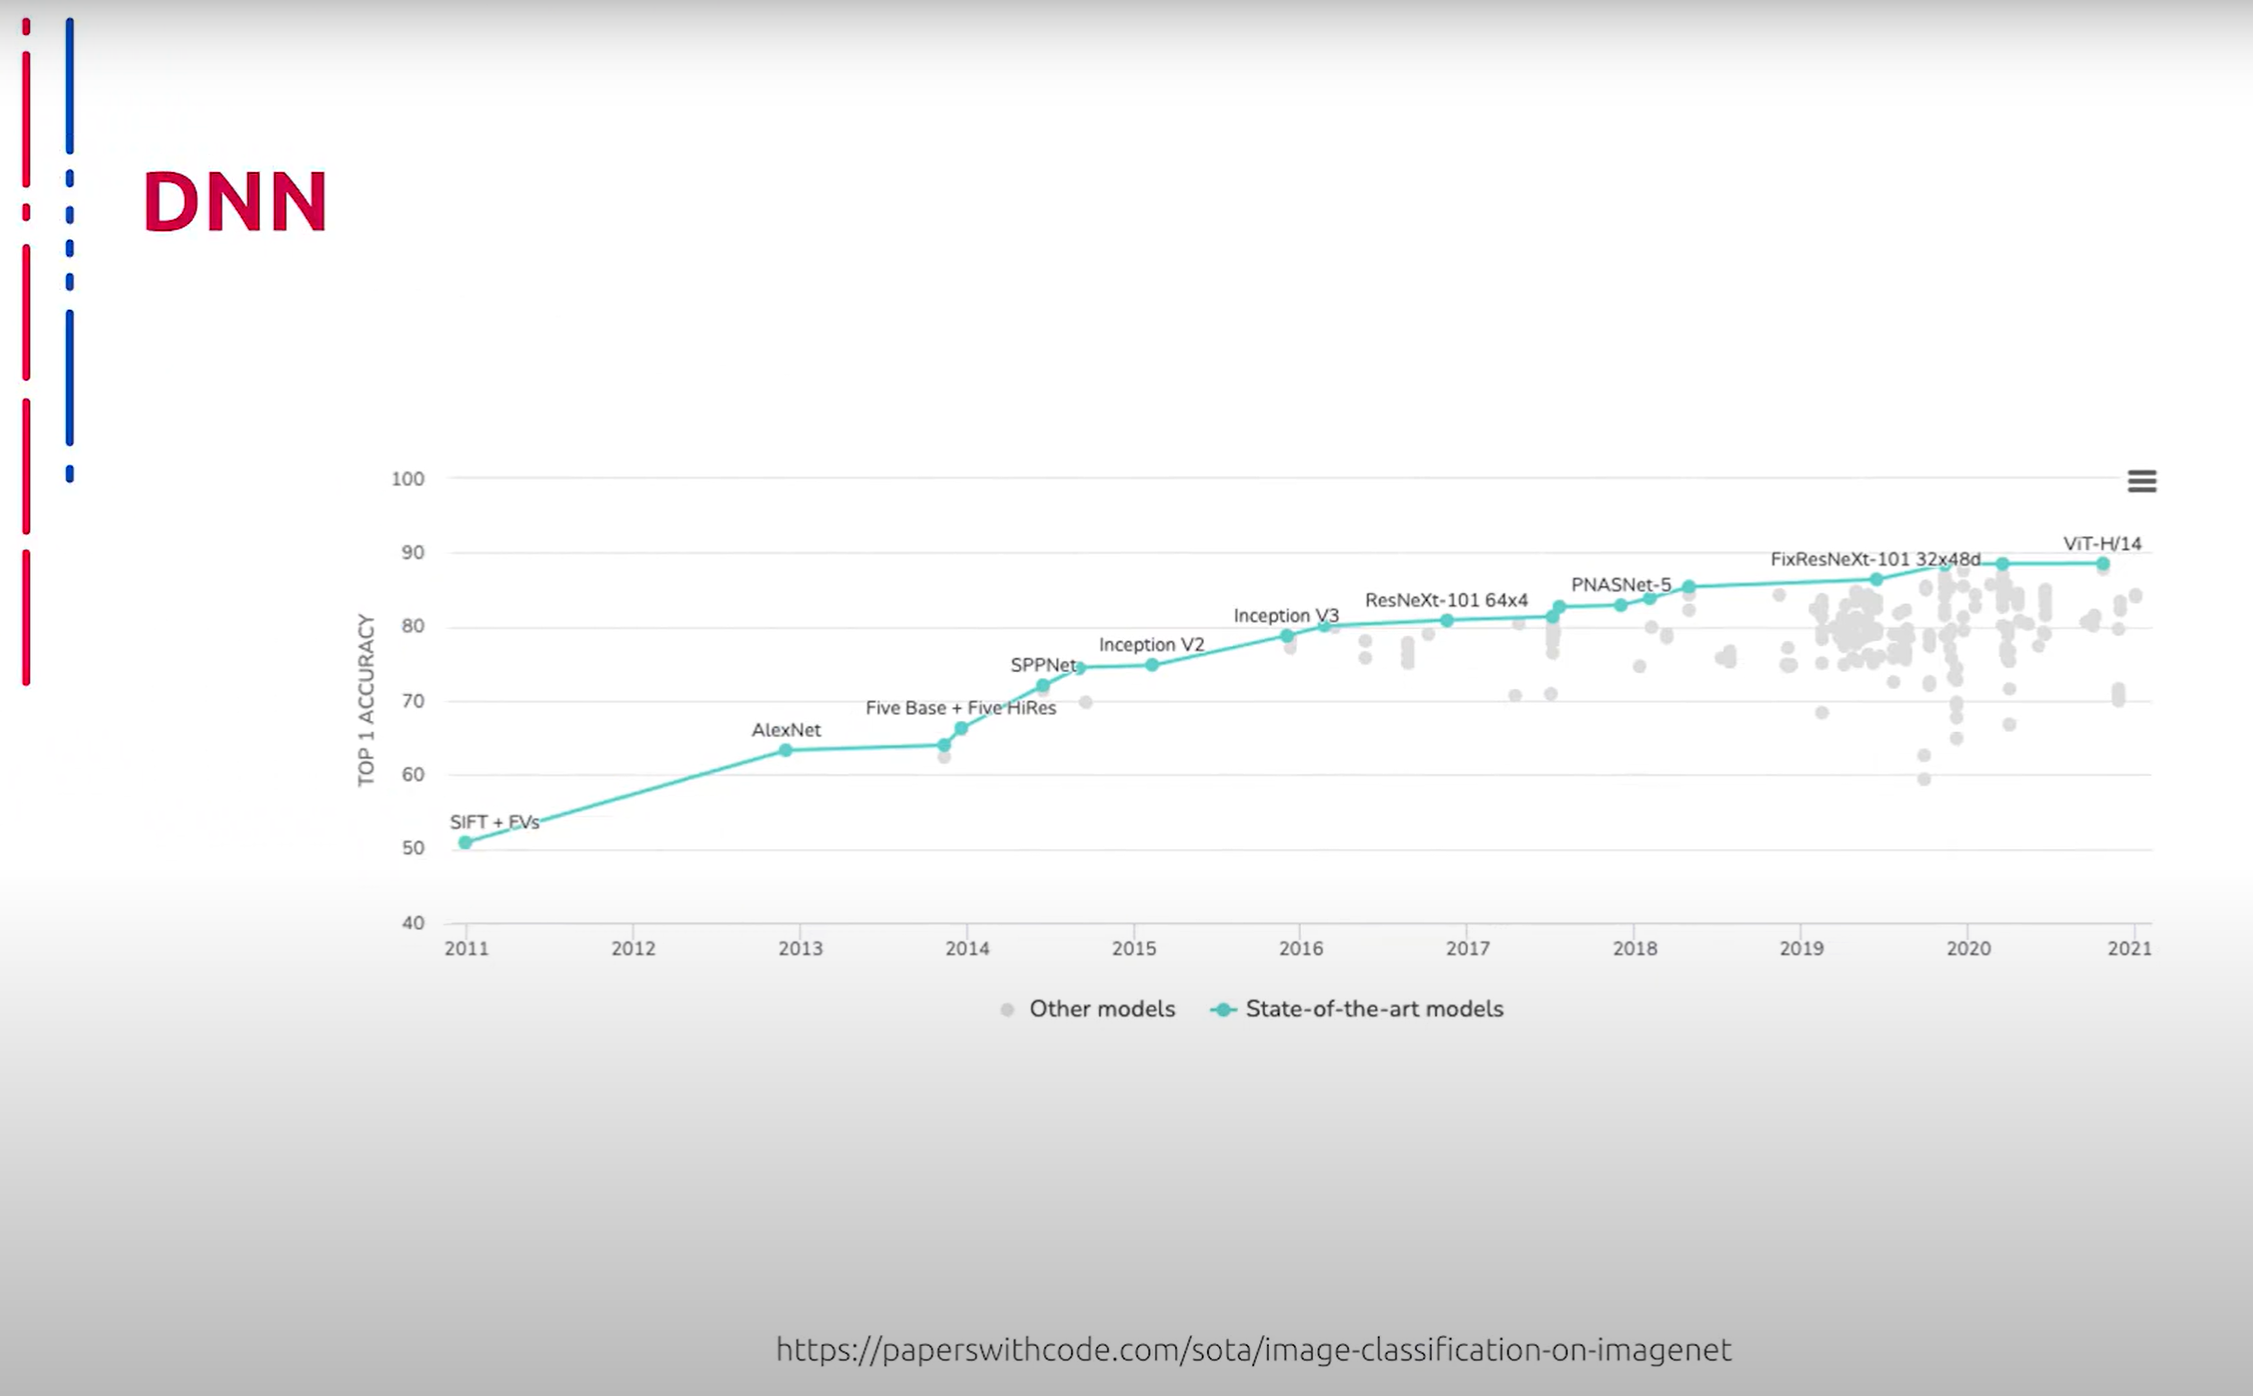 DNN
100
90
80
70
60
50
40
TOP 1 ACCURACY
SIFT + FVs
AlexNet
Five Base + Five HiRes
SPPNet
Inception V2
Inception V3
ResNeXt-101 64x4
PNASNet-5
FixResNeXt-101 32x48d
ViT-H/14
2011 2012 2013 2014 2015 2016 2017 2018 2019 2020 2021
Other models State-of-the-art models
https://paperswithcode.com/sota/image-classification-on-imagenet